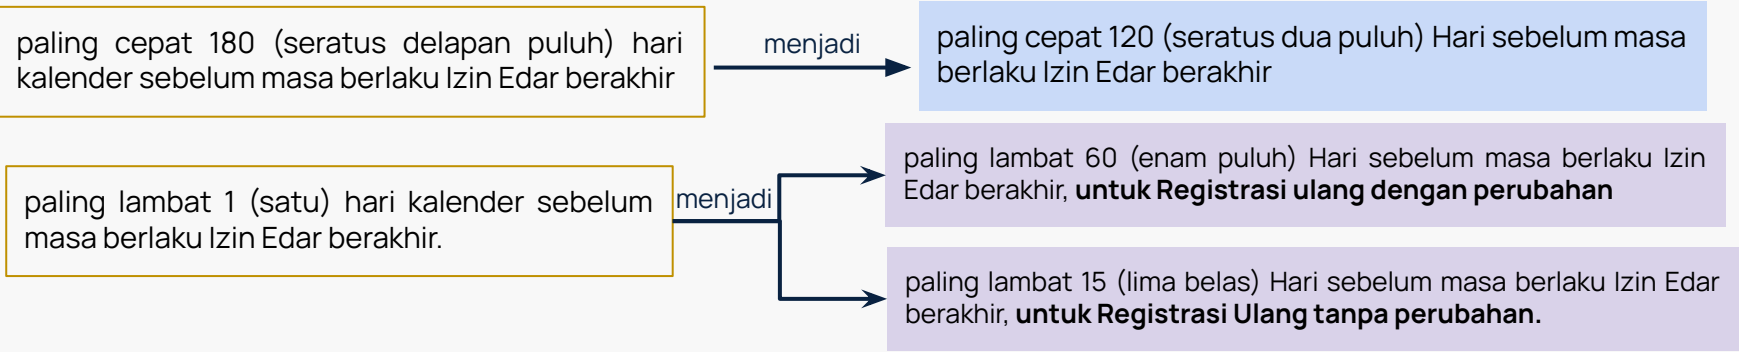 paling cepat 180 (seratus delapan puluh) hari
kalender sebelum masa berlaku Izin Edar berakhir
menjadi
paling cepat 120 (seratus dua puluh) Hari sebelum masa
berlaku Izin Edar berakhir
paling lambat 1 (satu) hari kalender sebelum
masa berlaku Izin Edar berakhir.
menjadi
paling lambat 60 (enam puluh) Hari sebelum masa berlaku Izin
Edar berakhir, untuk Registrasi ulang dengan perubahan
paling lambat 15 (lima belas) Hari sebelum masa berlaku Izin Edar
berakhir, untuk Registrasi Ulang tanpa perubahan.